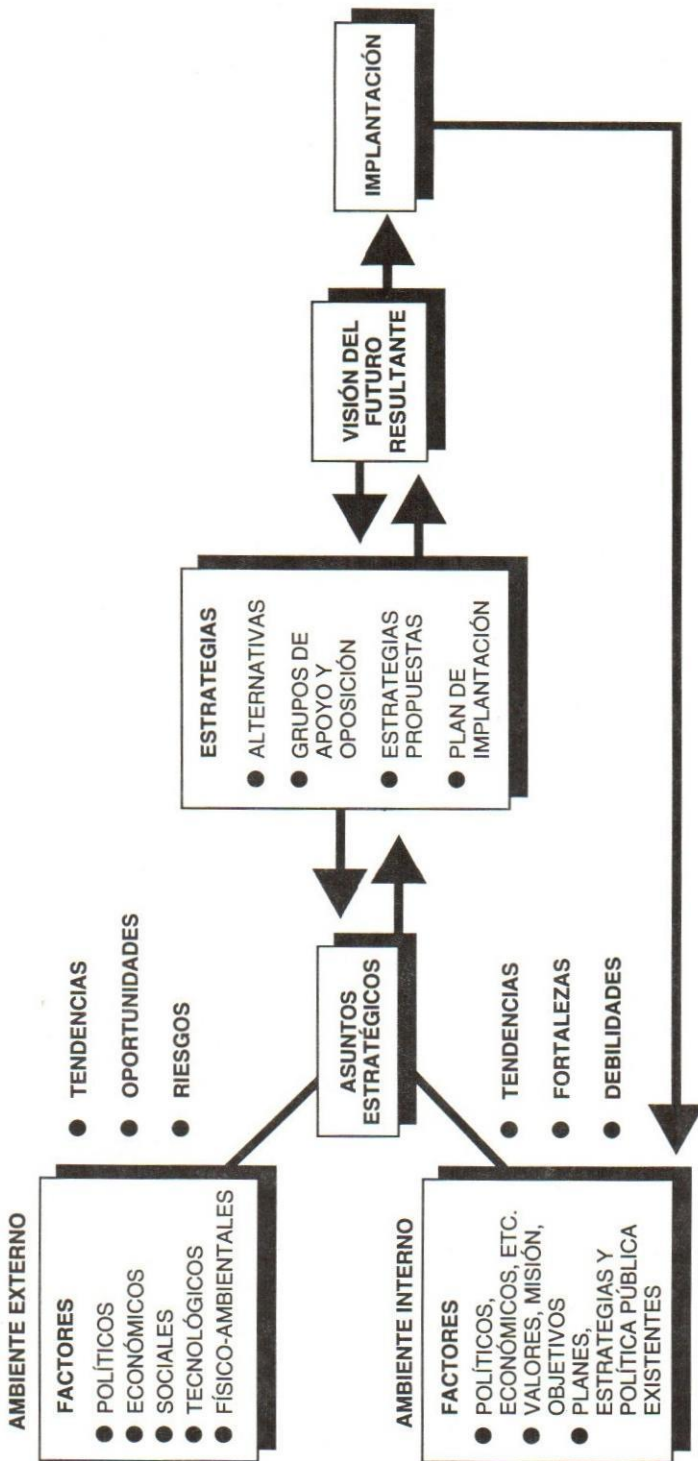 AMBIENTE EXTERNO
FACTORES
● POLÍTICOS
● ECONÓMICOS
● SOCIALES
● TECNOLÓGICOS
● FÍSICO-AMBIENTALES
● TENDENCIAS
● OPORTUNIDADES
● RIESGOS
AMBIENTE INTERNO
FACTORES
● POLÍTICOS,
ECONÓMICOS, ETC.
● VALORES, MISIÓN,
OBJETIVOS
● PLANES,
ESTRATEGIAS Y
POLÍTICA PÚBLICA
EXISTENTES
● TENDENCIAS
● FORTALEZAS
● DEBILIDADES
ASUNTOS
ESTRATÉGICOS
ESTRATEGIAS
● ALTERNATIVAS
● GRUPOS DE
APOYO Y
OPOSICIÓN
● ESTRATEGIAS
PROPUESTAS
● PLAN DE
IMPLANTACIÓN
VISIÓN DEL
FUTURO
RESULTANTE
IMPLANTACIÓN